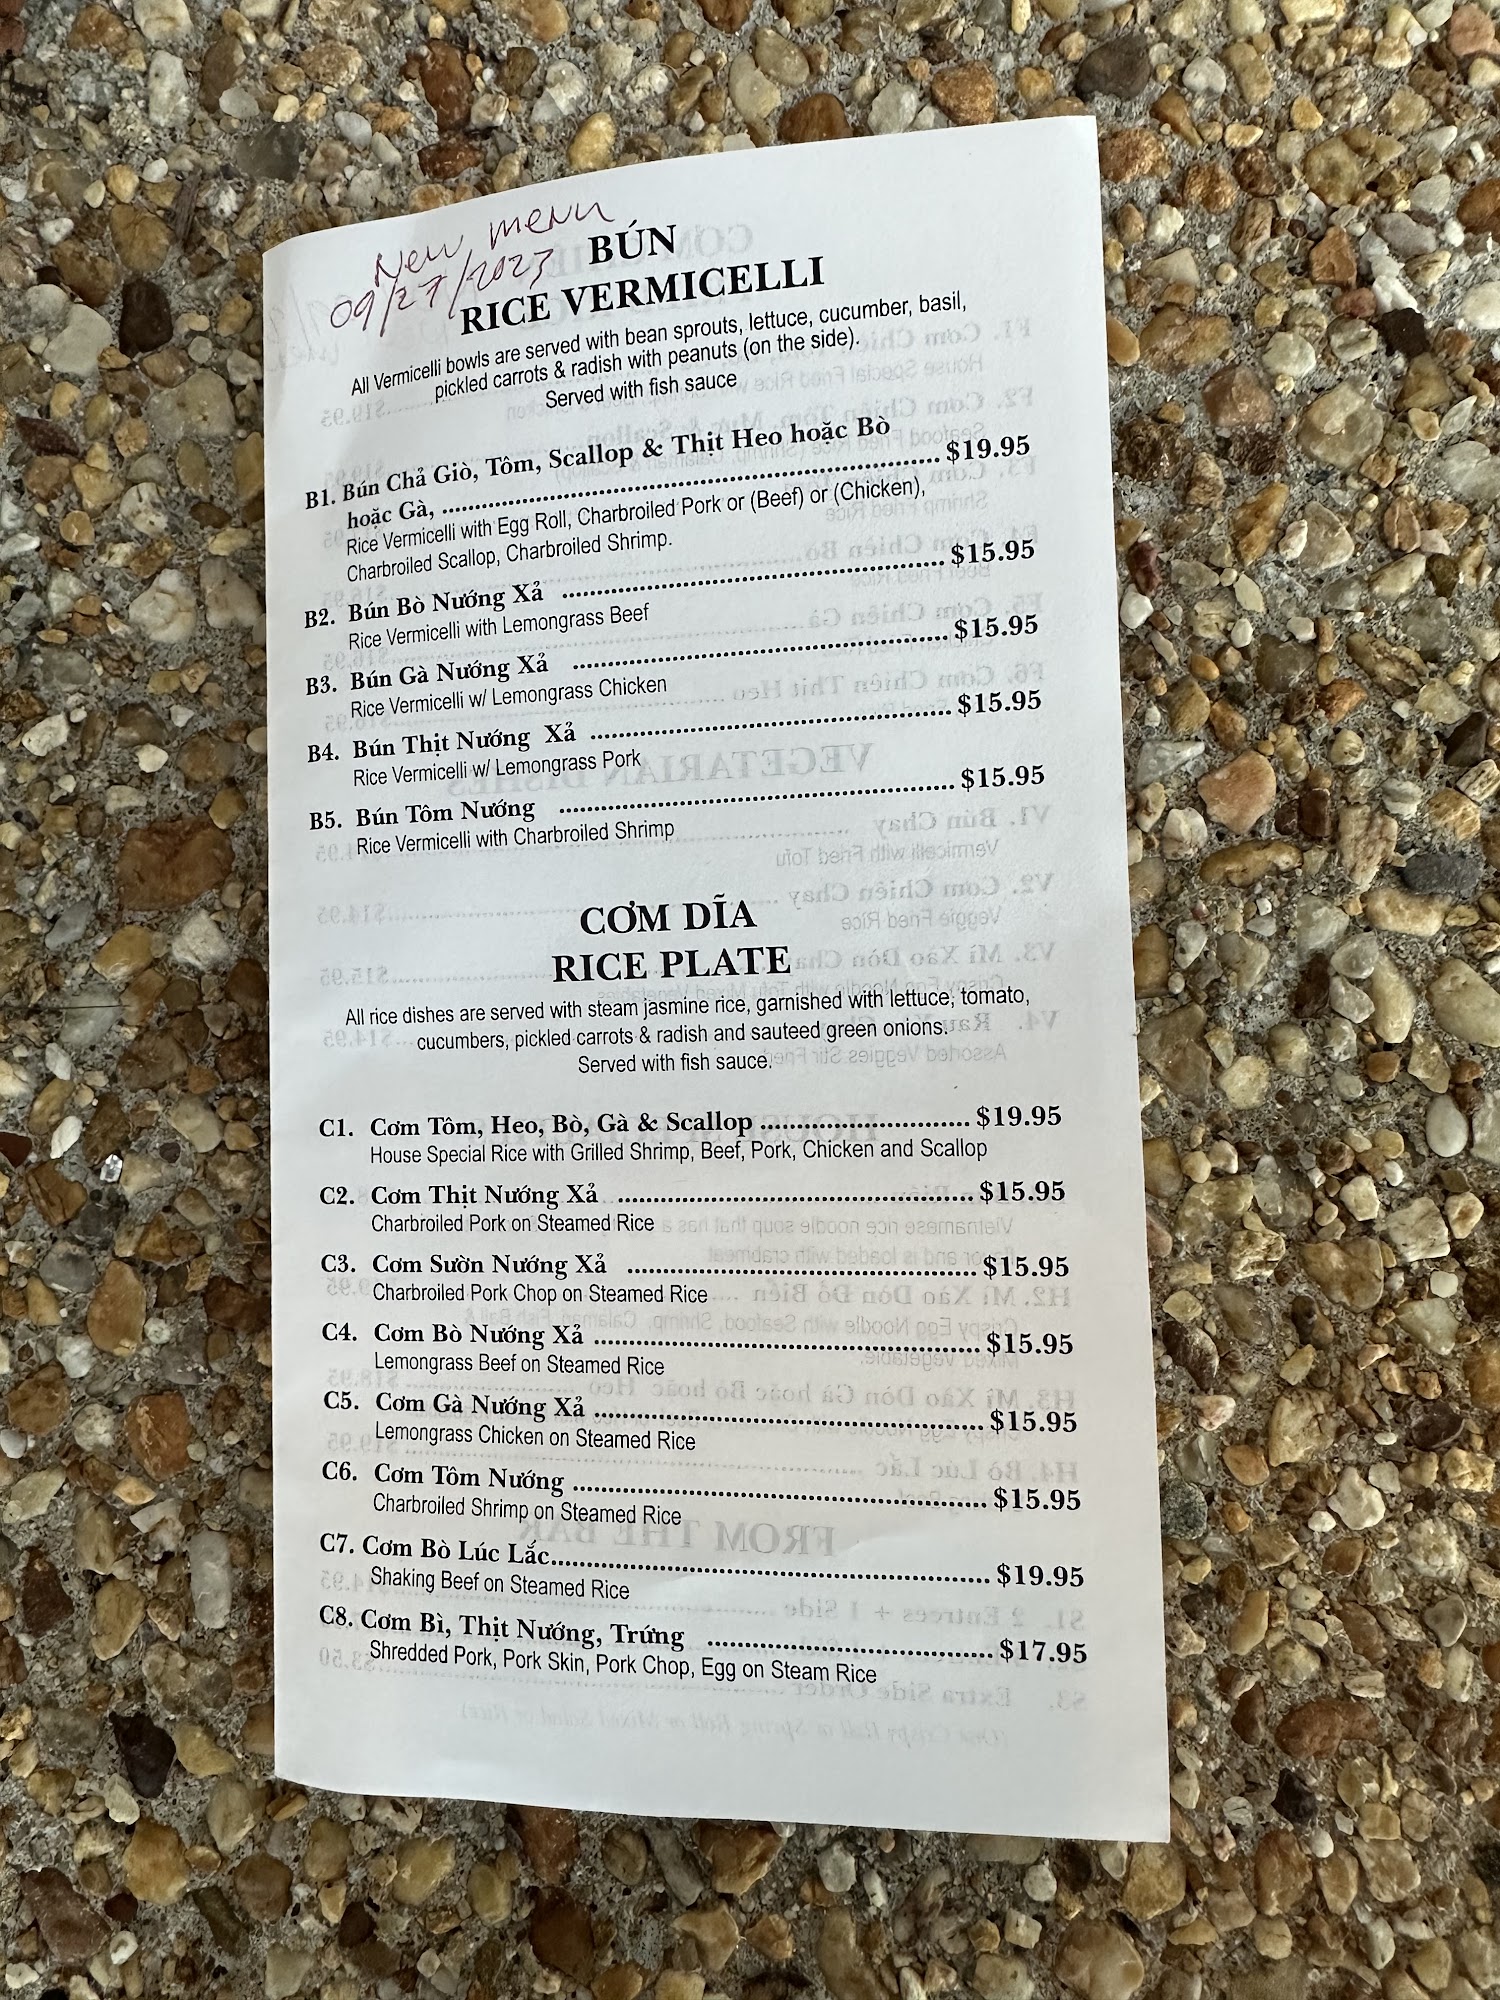 New menu
09/27/2023
BÚN
RICE VERMICELLI
All Vermicelli bowls are served with bean sprouts, lettuce, cucumber, basil,
pickled carrots & radish with peanuts (on the side).
Served with fish sauce
B1. Bún Chả Giò, Tôm, Scallop & Thịt Heo hoặc Bò
hoặc Gà, ........ $19.95
Rice Vermicelli with Egg Roll, Charbroiled Pork or (Beef) or (Chicken),
Charbroiled Scallop, Charbroiled Shrimp.
B2. Bún Bò Nướng Xả ........ $15.95
Rice Vermicelli with Lemongrass Beef
B3. Bún Gà Nướng Xả ........ $15.95
Rice Vermicelli w/ Lemongrass Chicken
B4. Bún Thịt Nướng Xả ........ $15.95
Rice Vermicelli w/ Lemongrass Pork
B5. Bún Tôm Nướng ........ $15.95
Rice Vermicelli with Charbroiled Shrimp
CƠM DĨA
RICE PLATE
All rice dishes are served with steam jasmine rice, garnished with lettuce, tomato,
cucumbers, pickled carrots & radish and sauteed green onions.
Served with fish sauce.
C1. Cơm Tôm, Heo, Bò, Gà & Scallop ........ $19.95
House Special Rice with Grilled Shrimp, Beef, Pork, Chicken and Scallop
C2. Cơm Thịt Nướng Xả ........ $15.95
Charbroiled Pork on Steamed Rice
C3. Cơm Sườn Nướng Xả ........ $15.95
Charbroiled Pork Chop on Steamed Rice
C4. Cơm Bò Nướng Xả ........ $15.95
Lemongrass Beef on Steamed Rice
C5. Cơm Gà Nướng Xả ........ $15.95
Lemongrass Chicken on Steamed Rice
C6. Cơm Tôm Nướng ........ $15.95
Charbroiled Shrimp on Steamed Rice
C7. Cơm Bò Lúc Lắc ........ $19.95
Shaking Beef on Steamed Rice
C8. Cơm Bì, Thịt Nướng, Trứng ........ $17.95
Shredded Pork, Pork Skin, Pork Chop, Egg on Steam Rice